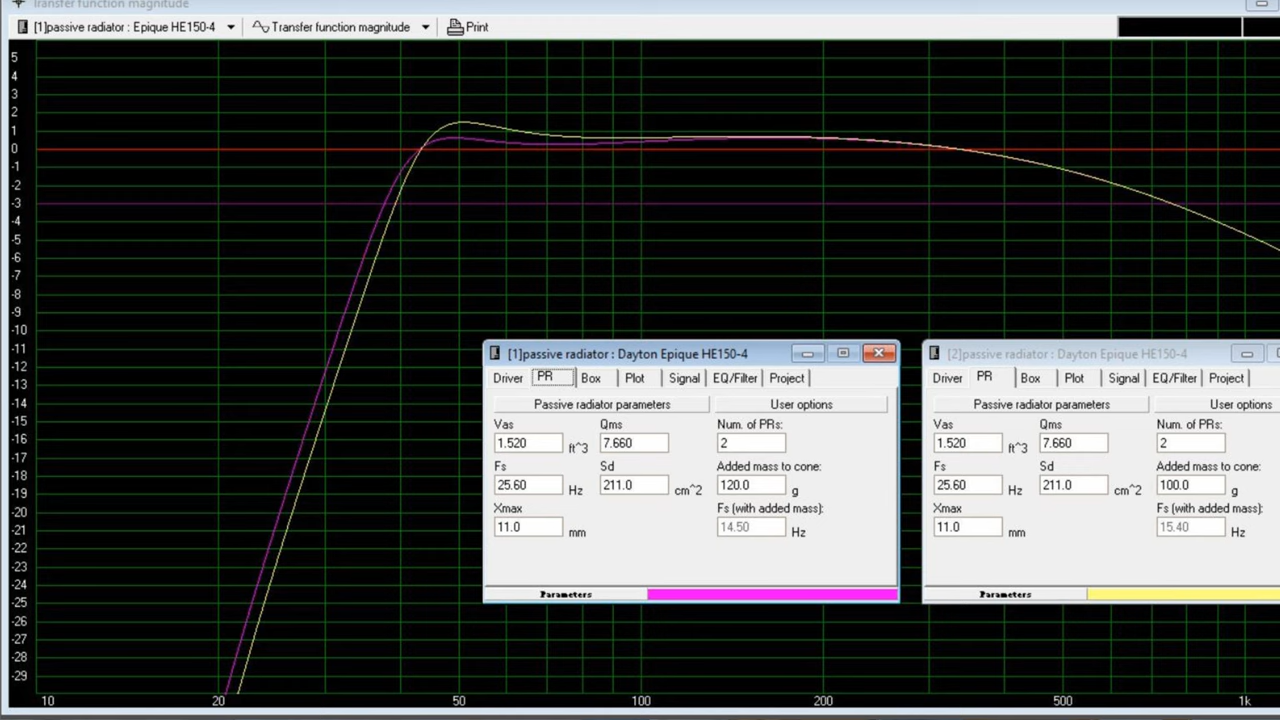 Transfer function magnitude
[1]passive radiator : Epique HE150-4 Transfer function magnitude Print
5
4
3
2
1
0
-1
-2
-3
-4
-5
-6
-7
-8
-9
-10
-11
-12
-13
-14
-15
-16
-17
-18
-19
-20
-21
-22
-23
-24
-25
-26
-27
-28
-29
10 20 50 100 200 500 1k
[1]passive radiator : Dayton Epique HE150-4
Driver PR Box Plot Signal EQ/Filter Project
Passive radiator parameters User options
Vas Qms Num. of PRs:
1.520 ft^3 7.660 2
Fs Sd Added mass to cone:
25.60 Hz 211.0 cm^2 120.0 g
Xmax Fs (with added mass):
11.0 mm 14.50 Hz
Parameters
[2]passive radiator : Dayton Epique HE150-4
Driver PR Box Plot Signal EQ/Filter Project
Passive radiator parameters User options
Vas Qms Num. of PRs:
1.520 ft^3 7.660 2
Fs Sd Added mass to cone:
25.60 Hz 211.0 cm^2 100.0 g
Xmax Fs (with added mass):
11.0 mm 15.40 Hz
Parameters